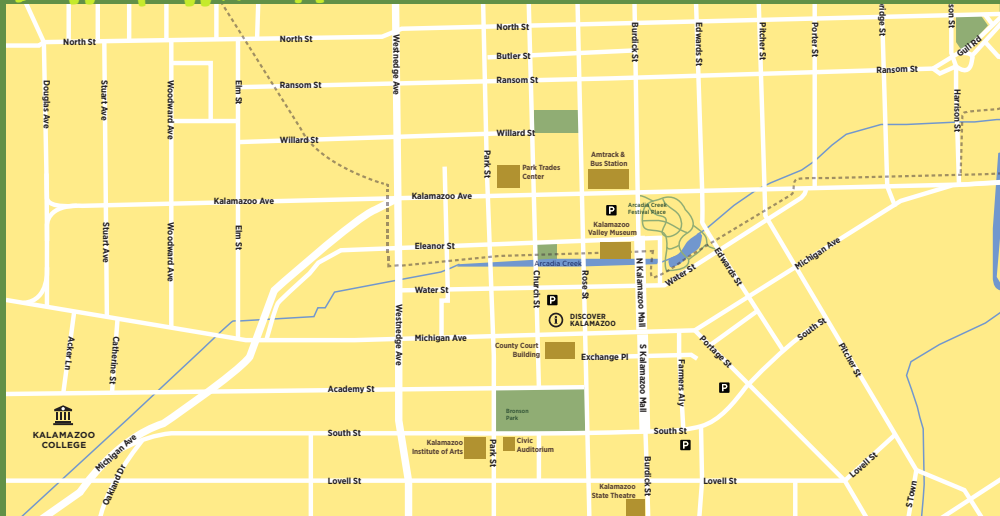 North St
North St
North St
Butler St
Ransom St
Ransom St
Ransom St
Gull Rd
Westnedge Ave
Burdick St
Edwards St
Pitcher St
Porter St
ridge St
son St
Harrison St
Douglas Ave
Stuart Ave
Woodward Ave
Elm St
Willard St
Willard St
Park St
Park Trades
Center
Amtrack &
Bus Station
Kalamazoo Ave
Kalamazoo Ave
P
Arcadia Creek
Festival Place
Kalamazoo
Valley Museum
Stuart Ave
Woodward Ave
Elm St
Eleanor St
Arcadia Creek
Water St
Water St
Church St
Rose St
N Kalamazoo Mall
Edwards St
Michigan Ave
P
DISCOVER
KALAMAZOO
Westnedge Ave
Michigan Ave
County Court
Building
Exchange Pl
S Kalamazoo Mall
Farmers Aly
Portage St
South St
Pitcher St
Acker Ln
Catherine St
Academy St
P
Bronson
Park
KALAMAZOO
COLLEGE
Michigan Ave
Oakland Dr
South St
South St
P
Kalamazoo
Institute of Arts
Park St
Civic
Auditorium
Burdick St
Lovell St
Lovell St
Lovell St
S Town
Kalamazoo
State Theatre